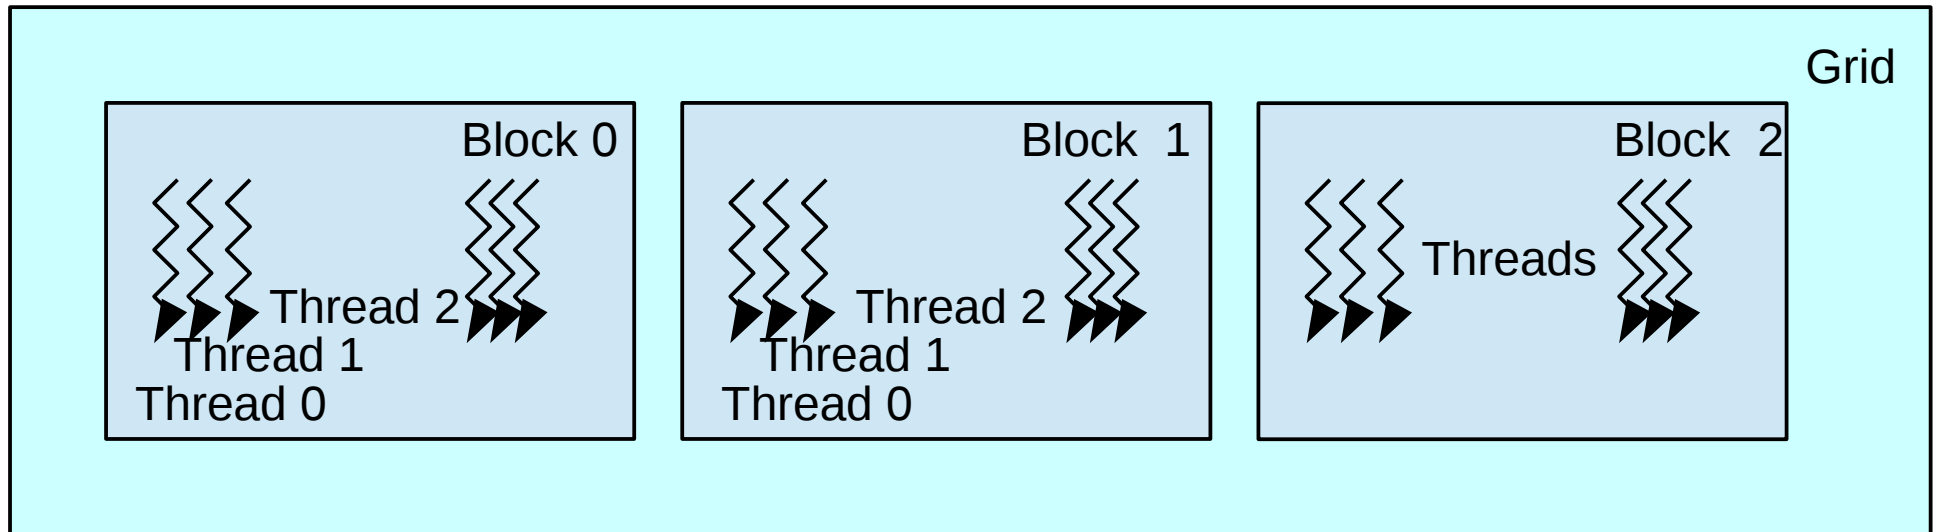 Grid
Block 0
Thread 2
Thread 1
Thread 0
Block  1
Thread 2
Thread 1
Thread 0
Block  2
Threads